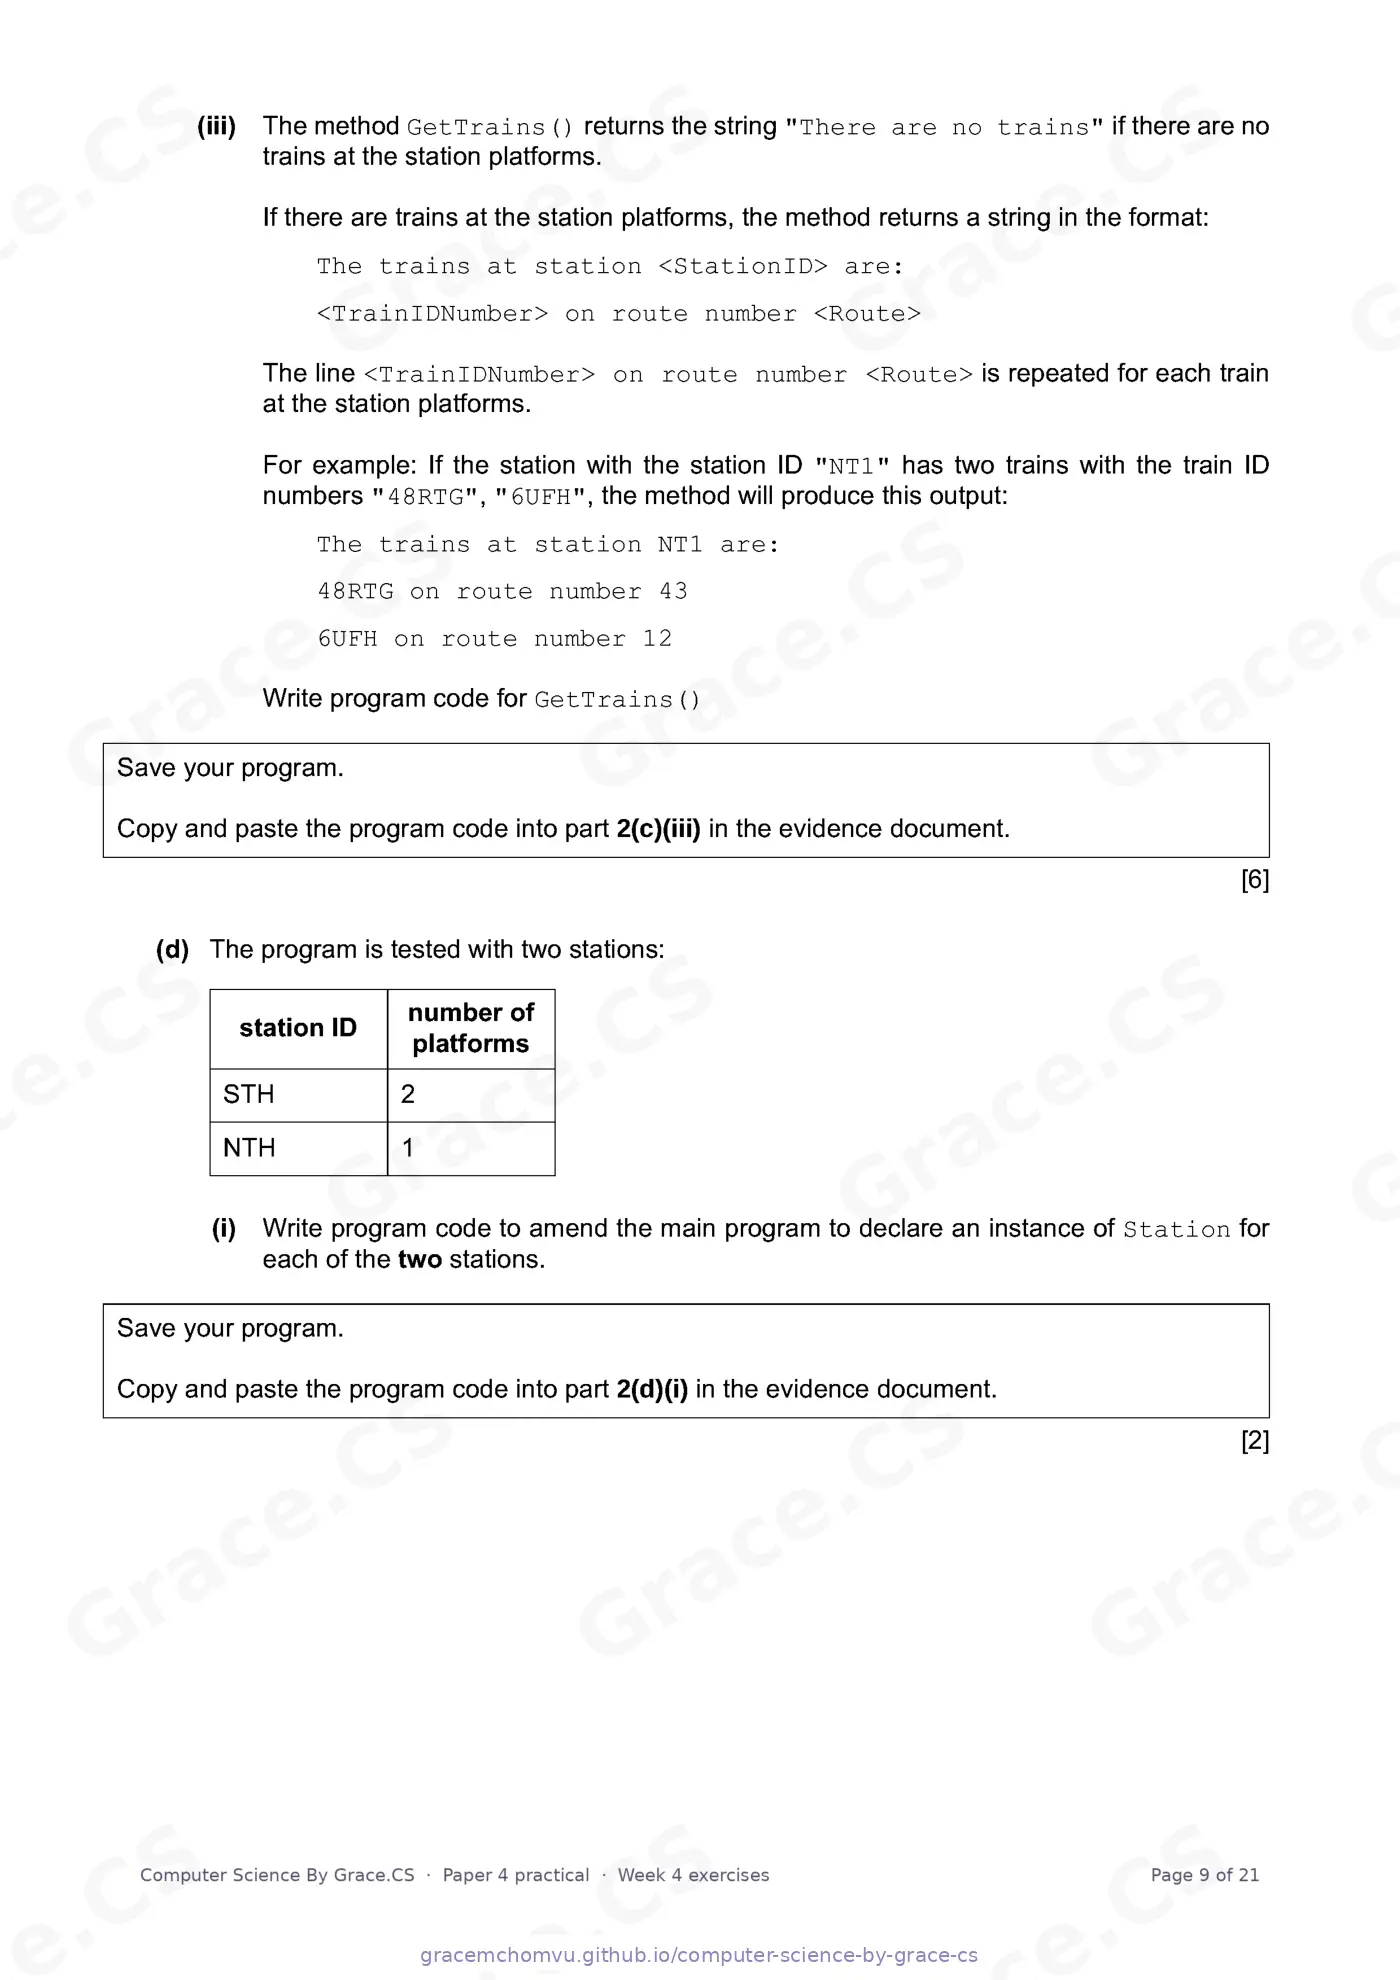 (iii) The method GetTrains() returns the string "There are no trains" if there are no
trains at the station platforms.
If there are trains at the station platforms, the method returns a string in the format:
The trains at station <StationID> are:
<TrainIDNumber> on route number <Route>
The line <TrainIDNumber> on route number <Route> is repeated for each train
at the station platforms.
For example: If the station with the station ID "NT1" has two trains with the train ID
numbers "48RTG", "6UFH", the method will produce this output:
The trains at station NT1 are:
48RTG on route number 43
6UFH on route number 12
Write program code for GetTrains()
Save your program.
Copy and paste the program code into part 2(c)(iii) in the evidence document.
[6]
(d) The program is tested with two stations:
station ID
number of
platforms
STH 2
NTH 1
(i) Write program code to amend the main program to declare an instance of Station for
each of the two stations.
Save your program.
Copy and paste the program code into part 2(d)(i) in the evidence document.
[2]
Computer Science By Grace.CS · Paper 4 practical · Week 4 exercises Page 9 of 21
gracemchomvu.github.io/computer-science-by-grace-cs
Grace.CS